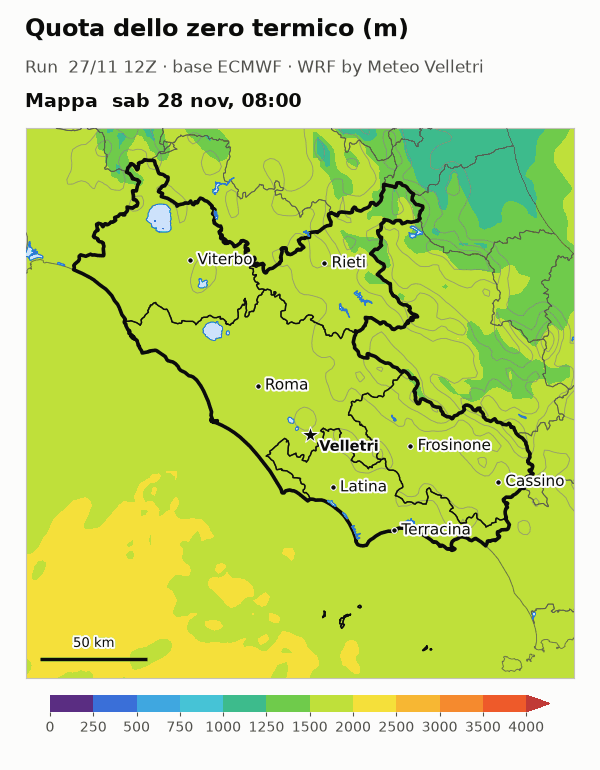 Quota dello zero termico (m)
Run 27/11 12Z · base ECMWF · WRF by Meteo Velletri
Mappa sab 28 nov, 08:00
Viterbo
Rieti
Roma
Velletri
Frosinone
Cassino
Latina
Terracina
50 km
0 250 500 750 1000 1250 1500 2000 2500 3000 3500 4000